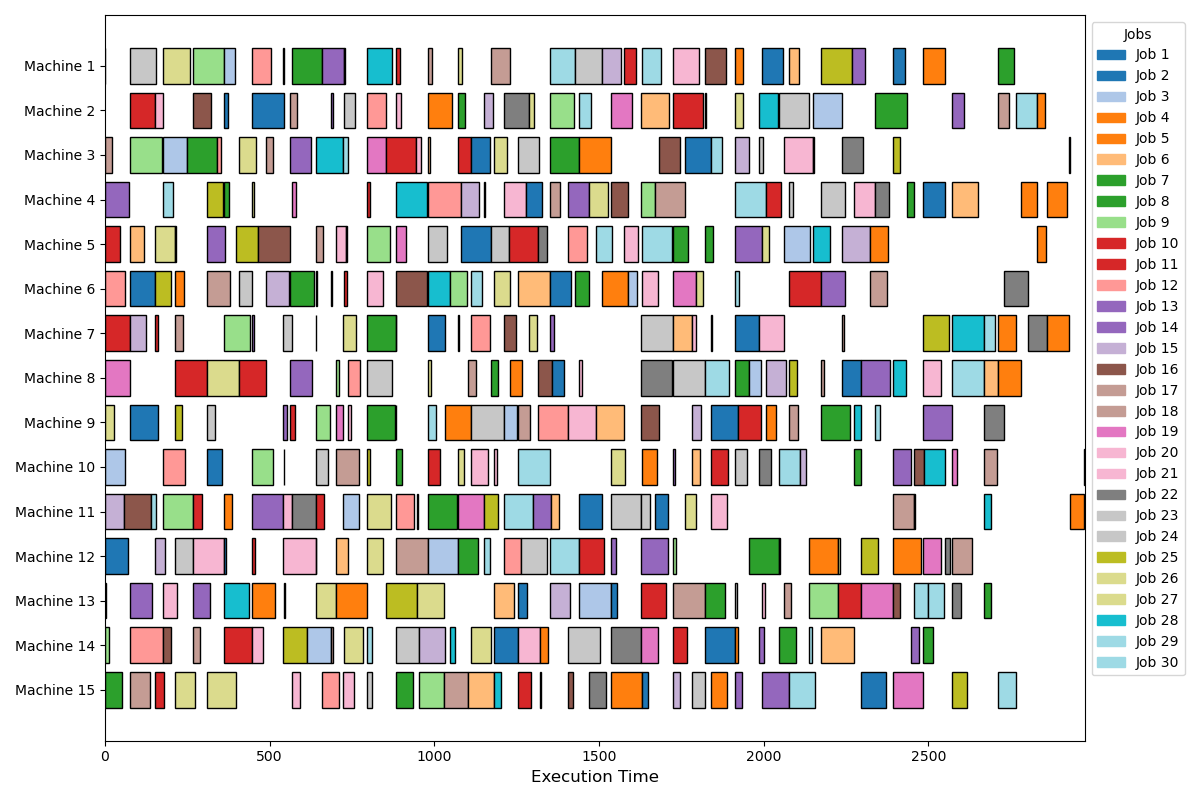 Machine 1
Machine 2
Machine 3
Machine 4
Machine 5
Machine 6
Machine 7
Machine 8
Machine 9
Machine 10
Machine 11
Machine 12
Machine 13
Machine 14
Machine 15
0 500 1000 1500 2000 2500
Execution Time
Jobs
Job 1
Job 2
Job 3
Job 4
Job 5
Job 6
Job 7
Job 8
Job 9
Job 10
Job 11
Job 12
Job 13
Job 14
Job 15
Job 16
Job 17
Job 18
Job 19
Job 20
Job 21
Job 22
Job 23
Job 24
Job 25
Job 26
Job 27
Job 28
Job 29
Job 30